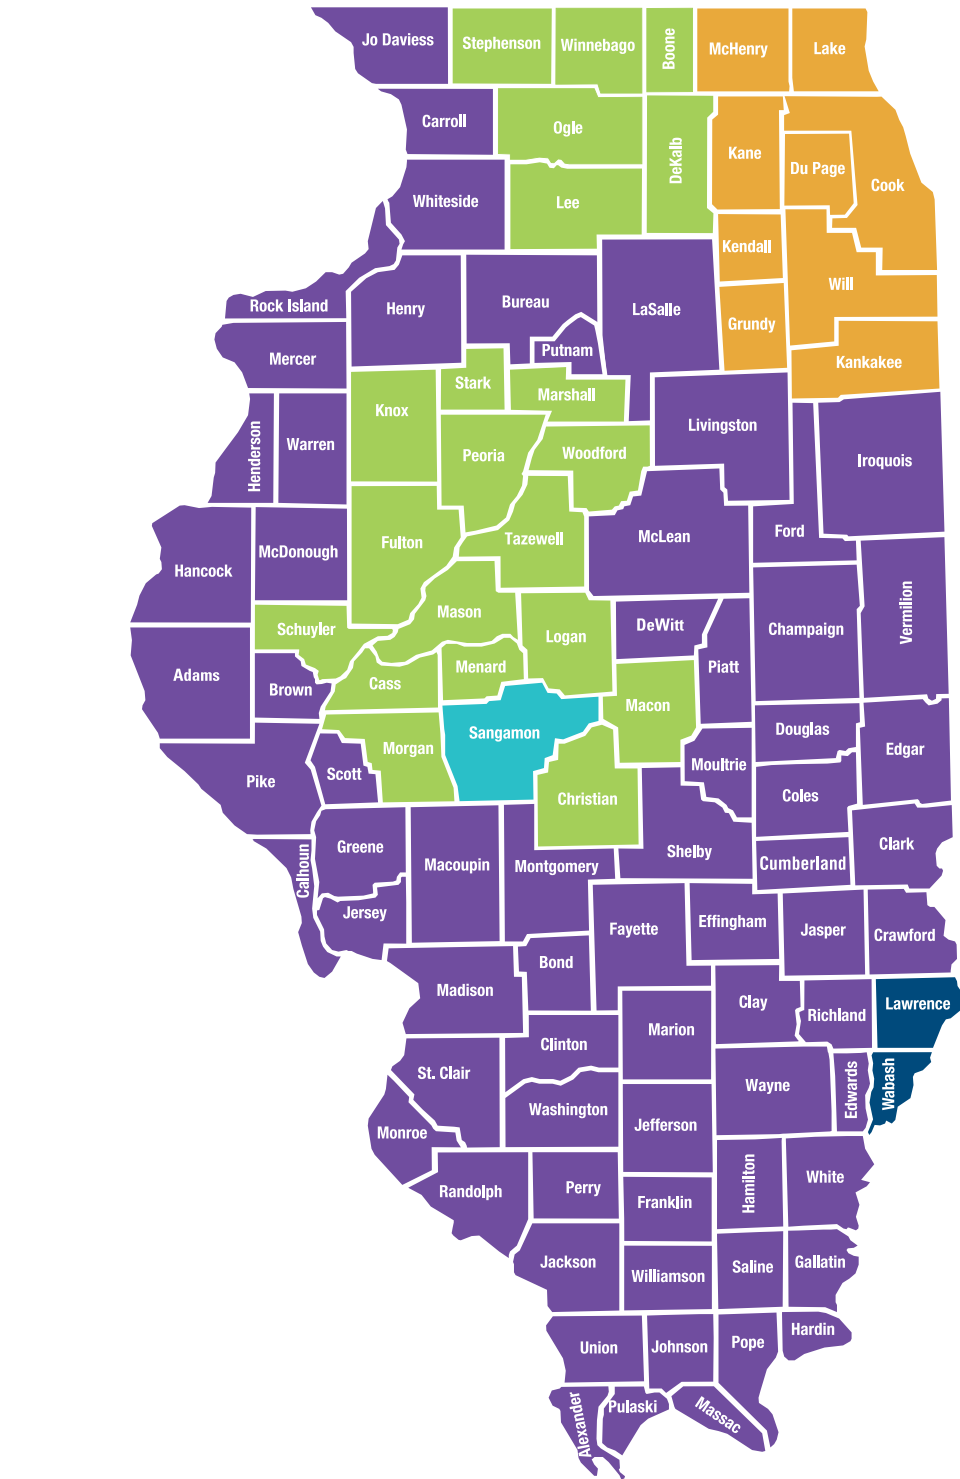 Jo Daviess
Stephenson
Winnebago
Boone
McHenry
Lake
Carroll
Ogle
DeKalb
Kane
Du Page
Cook
Whiteside
Lee
Kendall
Will
Rock Island
Henry
Bureau
LaSalle
Grundy
Mercer
Putnam
Kankakee
Stark
Marshall
Knox
Henderson
Warren
Peoria
Woodford
Livingston
Iroquois
Hancock
McDonough
Fulton
Tazewell
McLean
Ford
Schuyler
Mason
Logan
DeWitt
Champaign
Vermilion
Adams
Brown
Cass
Menard
Macon
Piatt
Pike
Scott
Morgan
Sangamon
Christian
Moultrie
Douglas
Edgar
Coles
Calhoun
Greene
Macoupin
Montgomery
Shelby
Cumberland
Clark
Jersey
Fayette
Effingham
Jasper
Crawford
Madison
Bond
Clay
Richland
Lawrence
Clinton
Marion
St. Clair
Wayne
Edwards
Wabash
Monroe
Washington
Jefferson
Randolph
Perry
Franklin
Hamilton
White
Jackson
Williamson
Saline
Gallatin
Union
Johnson
Pope
Hardin
Alexander
Pulaski
Massac